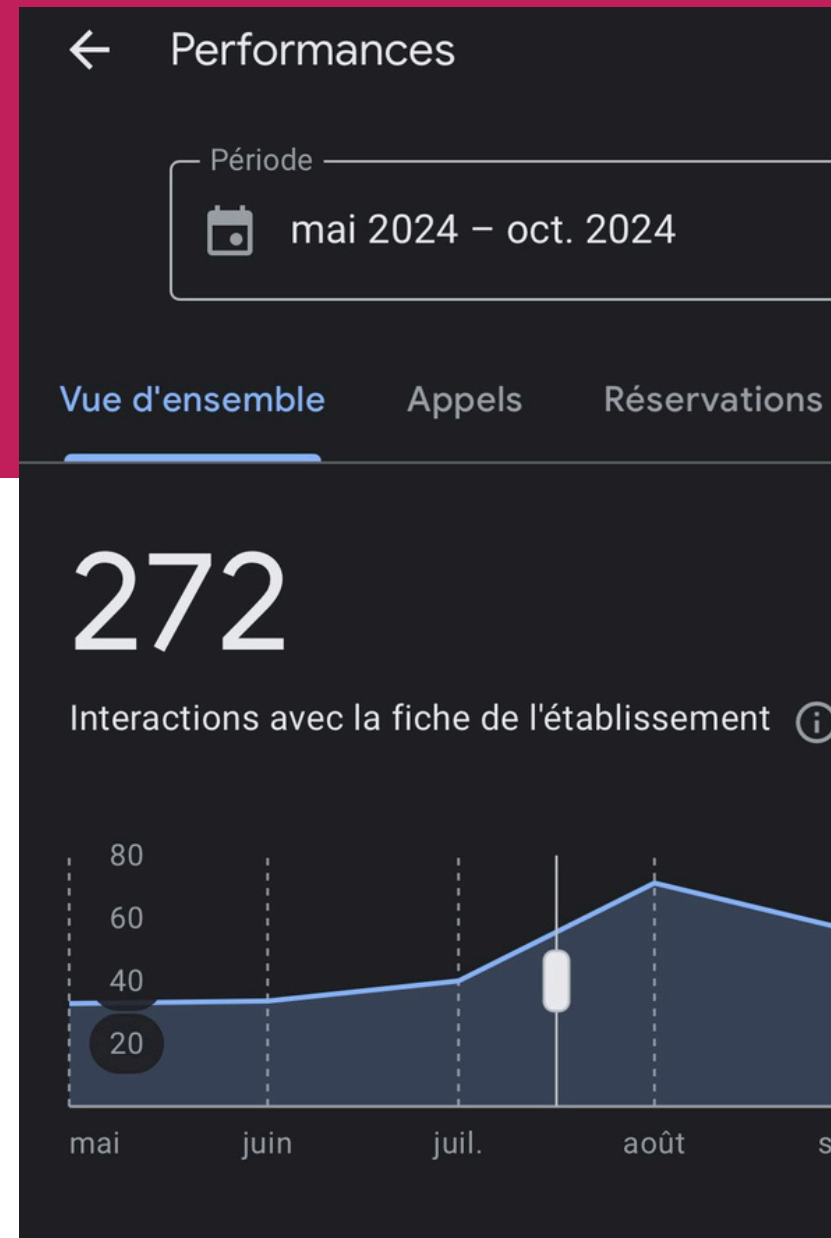 Performances
Période
mai 2024 – oct. 2024
Vue d'ensemble Appels Réservations
272
Interactions avec la fiche de l'établissement
80
60
40
20
mai juin juil. août s